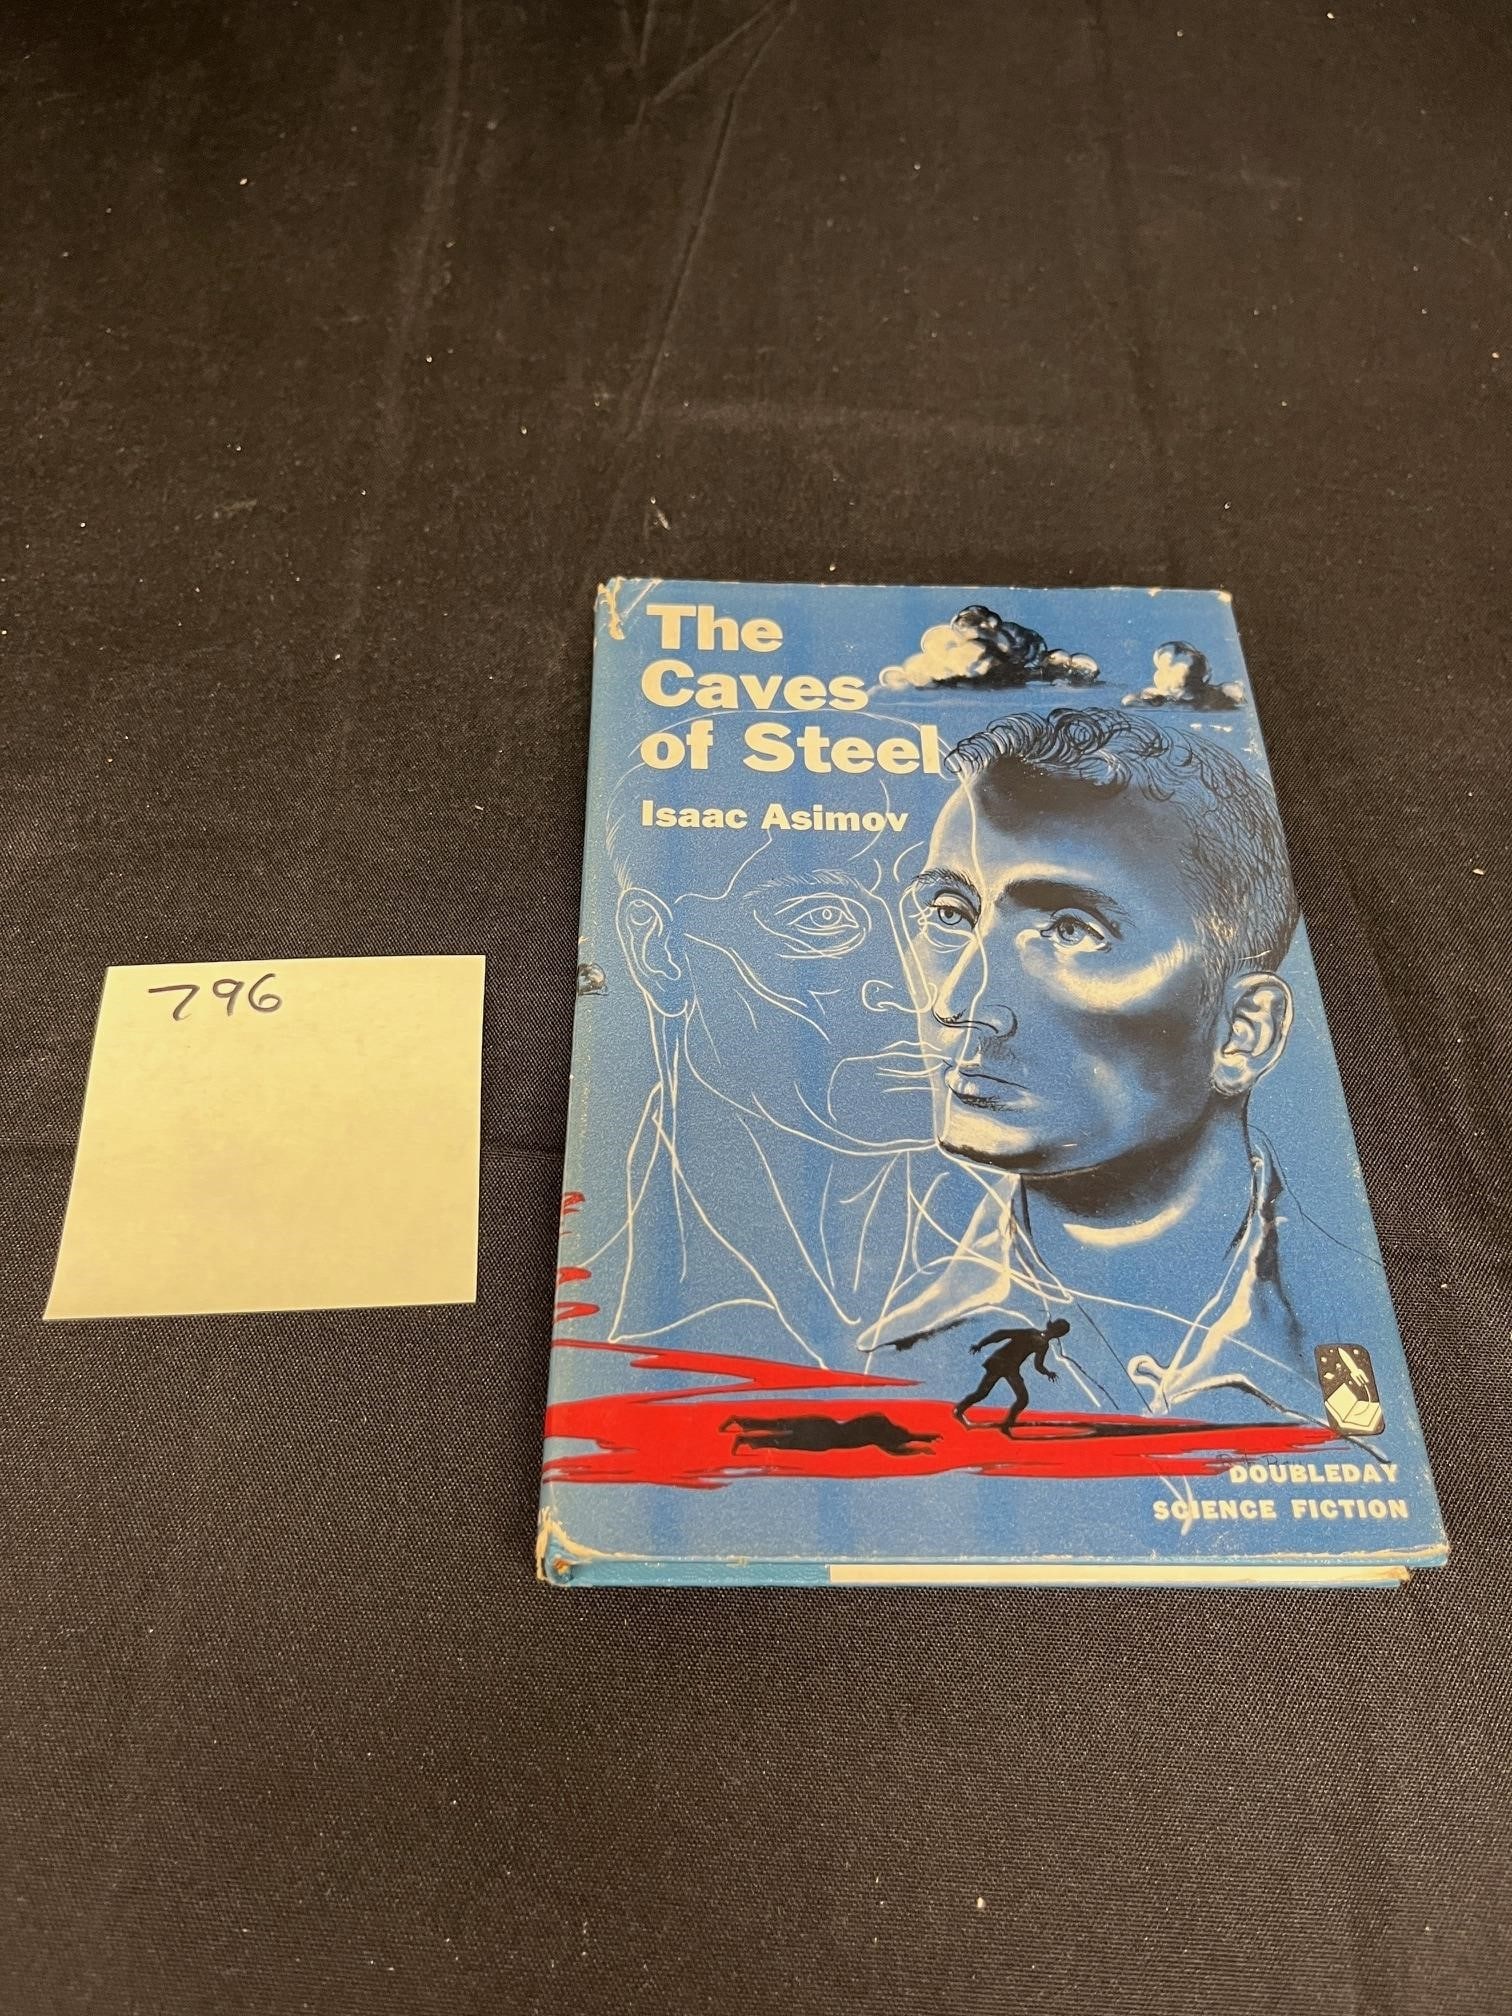 796
The
Caves
of Steel
Isaac Asimov
DOUBLEDAY
SCIENCE FICTION